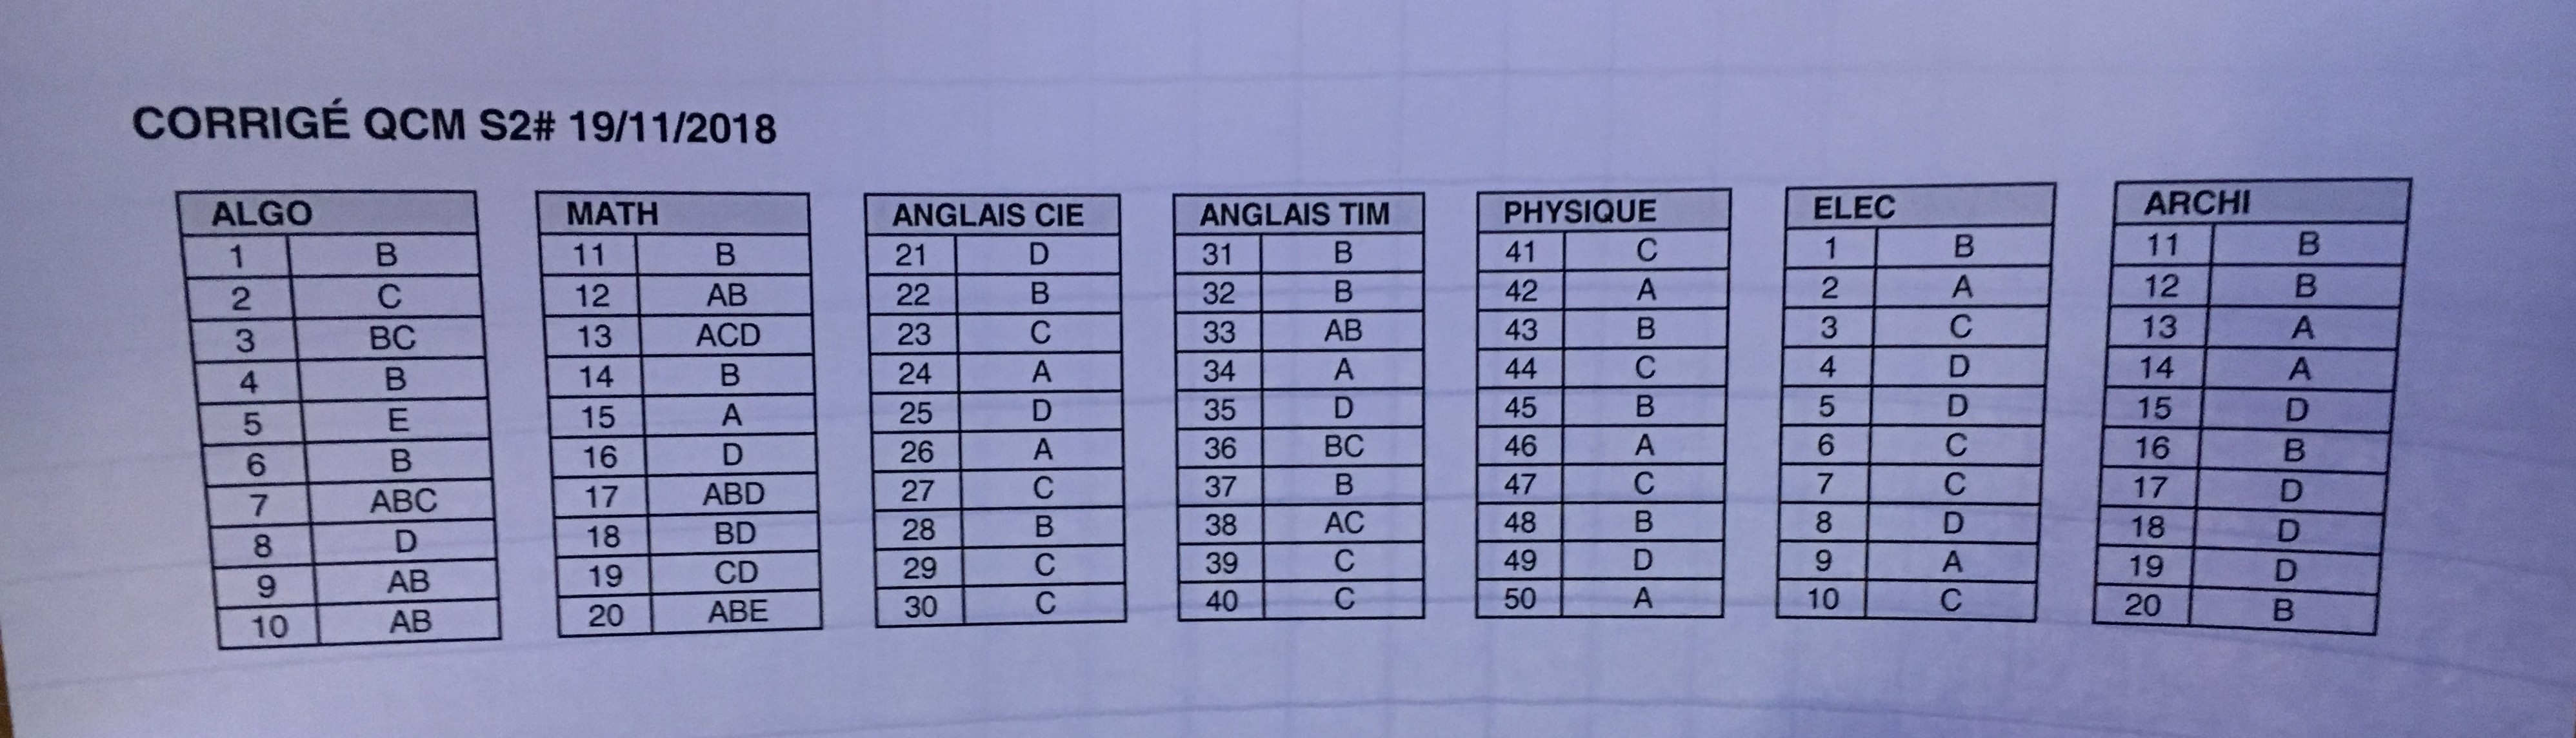 CORRIGÉ QCM S2# 19/11/2018
ALGO
1 B
2 C
3 BC
4 B
5 E
6 B
7 ABC
8 D
9 AB
10 AB
MATH
11 B
12 AB
13 ACD
14 B
15 A
16 D
17 ABD
18 BD
19 CD
20 ABE
ANGLAIS CIE
21 D
22 B
23 C
24 A
25 D
26 A
27 C
28 B
29 C
30 C
ANGLAIS TIM
31 B
32 B
33 AB
34 A
35 D
36 BC
37 B
38 AC
39 C
40 C
PHYSIQUE
41 C
42 A
43 B
44 C
45 B
46 A
47 C
48 B
49 D
50 A
ELEC
1 B
2 A
3 C
4 D
5 D
6 C
7 C
8 D
9 A
10 C
ARCHI
11 B
12 B
13 A
14 A
15 D
16 B
17 D
18 D
19 D
20 B